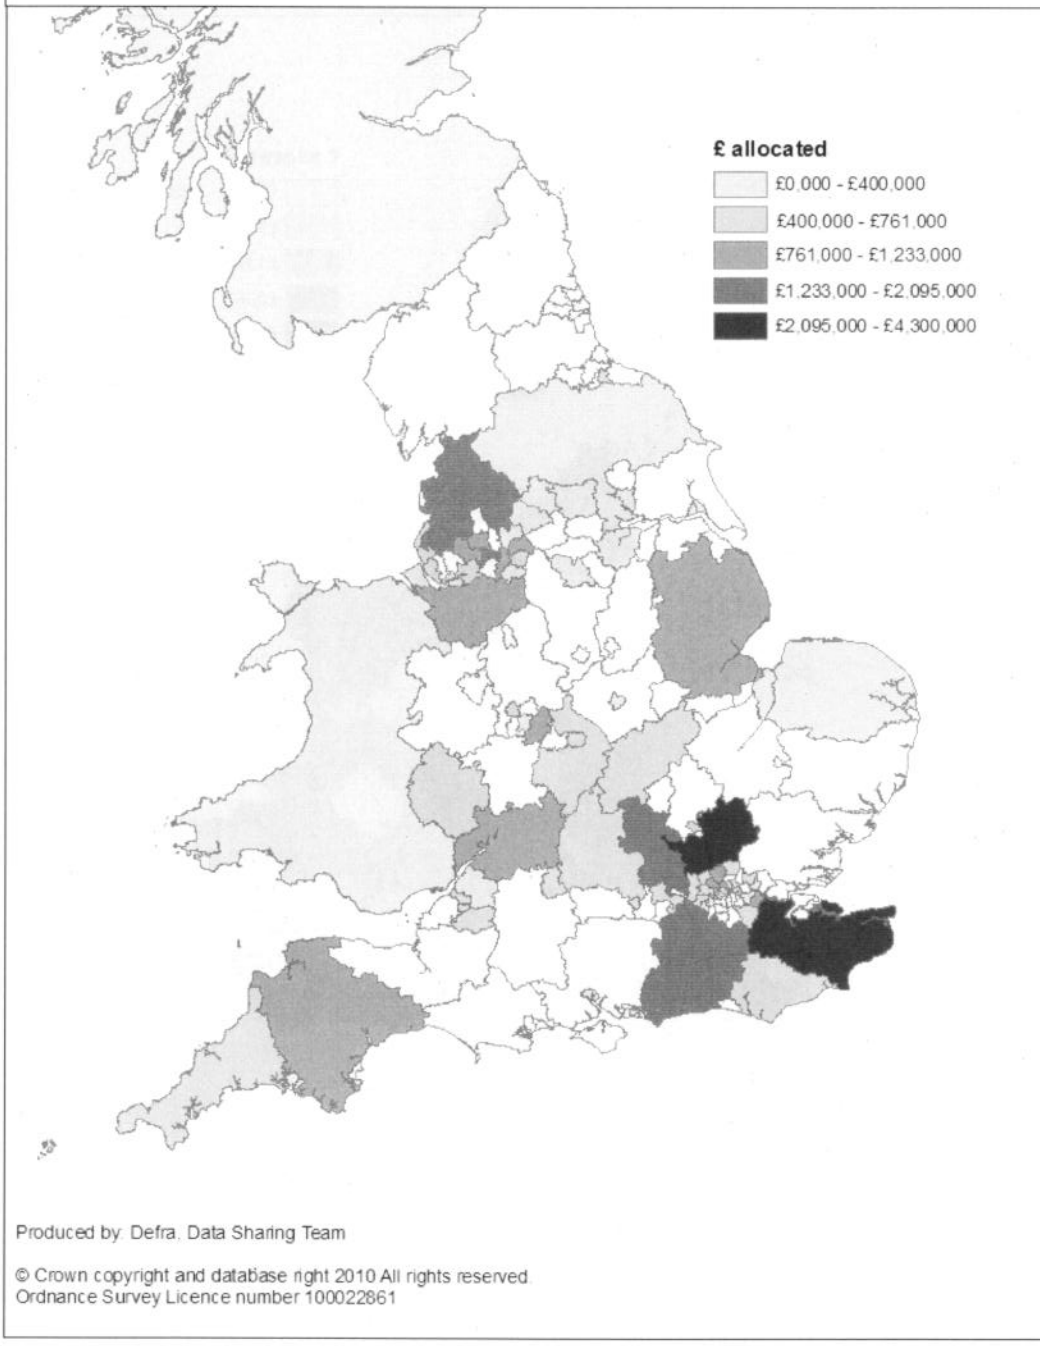 £ allocated
£0,000 - £400,000
£400,000 - £761,000
£761,000 - £1,233,000
£1,233,000 - £2,095,000
£2,095,000 - £4,300,000
Produced by: Defra, Data Sharing Team
© Crown copyright and database right 2010 All rights reserved.
Ordnance Survey Licence number 100022861